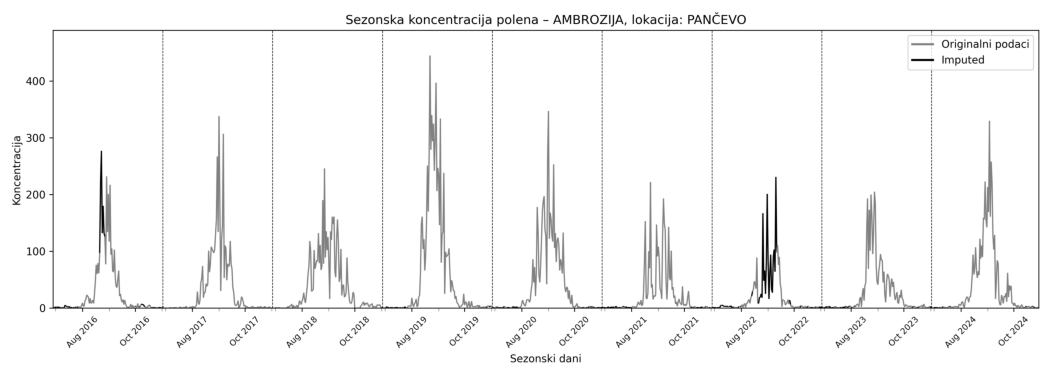 Sezonska koncentracija polena – AMBROZIJA, lokacija: PANČEVO
Originalni podaci
Imputed
Koncentracija
400
300
200
100
0
Aug 2016
Oct 2016
Aug 2017
Oct 2017
Aug 2018
Oct 2018
Aug 2019
Oct 2019
Aug 2020
Oct 2020
Aug 2021
Oct 2021
Aug 2022
Oct 2022
Aug 2023
Oct 2023
Aug 2024
Oct 2024
Sezonski dani